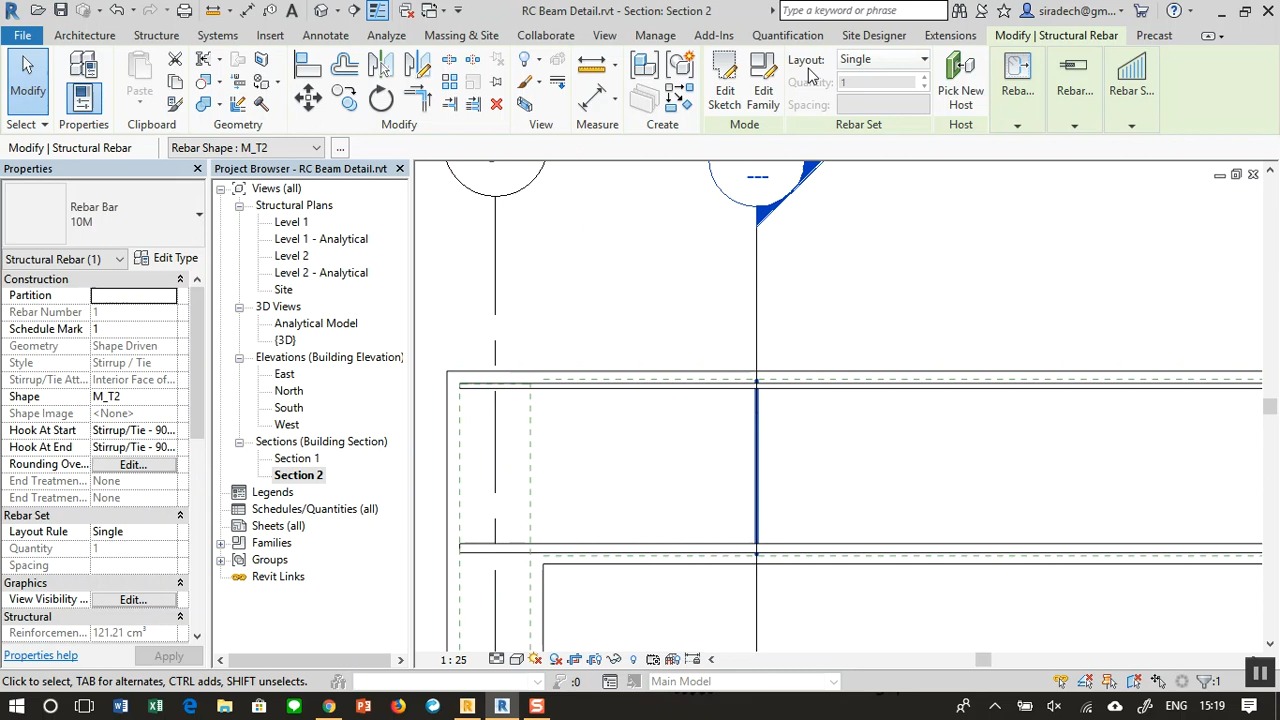 RC Beam Detail.rvt - Section: Section 2
Type a keyword or phrase
siradech@gm...
File Architecture Structure Systems Insert Annotate Analyze Massing & Site Collaborate View Manage Add-Ins Quantification Site Designer Extensions Modify | Structural Rebar Precast
Modify
Paste
Edit Sketch
Edit Family
Layout: Single
Quantity: 1
Spacing:
Pick New Host
Reba...
Rebar...
Rebar S...
Select Properties Clipboard Geometry Modify View Measure Create Mode Rebar Set Host
Modify | Structural Rebar
Rebar Shape : M_T2
...
Properties
Rebar Bar
10M
Structural Rebar (1)
Edit Type
Construction
Partition
Rebar Number 1
Schedule Mark 1
Geometry Shape Driven
Style Stirrup / Tie
Stirrup/Tie Att... Interior Face of...
Shape M_T2
Shape Image <None>
Hook At Start Stirrup/Tie - 90...
Hook At End Stirrup/Tie - 90...
Rounding Ove... Edit...
End Treatmen... None
End Treatmen... None
Rebar Set
Layout Rule Single
Quantity 1
Spacing
Graphics
View Visibility ... Edit...
Structural
Reinforcemen... 121.21 cm³
Properties help
Apply
Project Browser - RC Beam Detail.rvt
Views (all)
Structural Plans
Level 1
Level 1 - Analytical
Level 2
Level 2 - Analytical
Site
3D Views
Analytical Model
{3D}
Elevations (Building Elevation)
East
North
South
West
Sections (Building Section)
Section 1
Section 2
Legends
Schedules/Quantities (all)
Sheets (all)
Families
Groups
Revit Links
---
1 : 25
Click to select, TAB for alternates, CTRL adds, SHIFT unselects.
:0
Main Model
:1
ENG 15:19